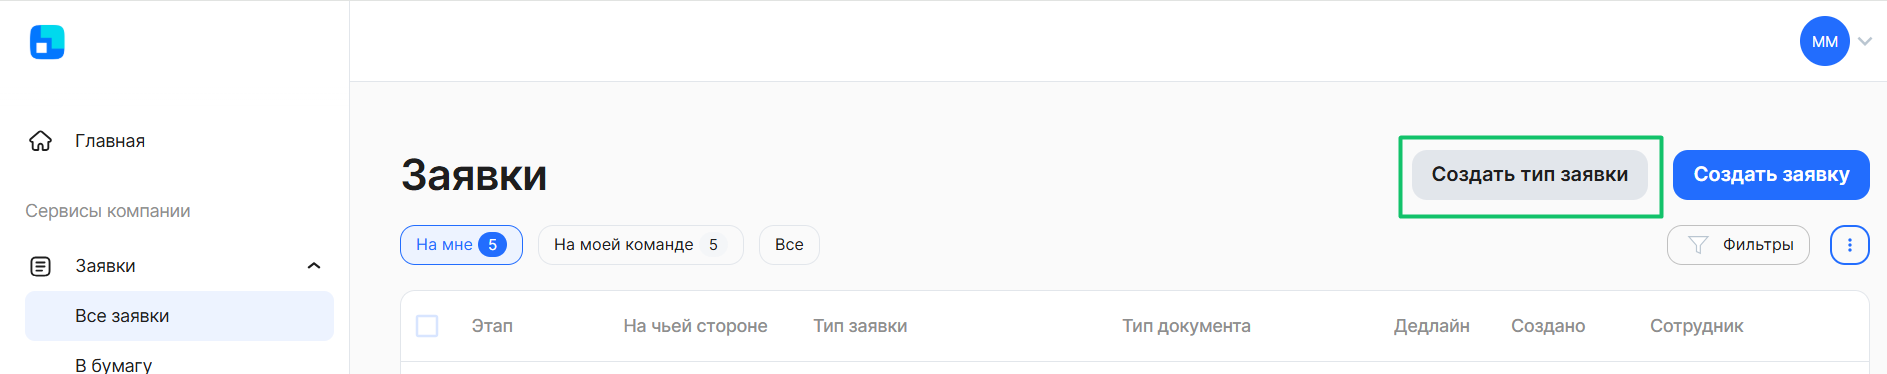 ММ
Главная
Сервисы компании
Заявки
Все заявки
В бумагу
Заявки
Создать тип заявки
Создать заявку
На мне 5
На моей команде 5
Все
Фильтры
Этап
На чьей стороне
Тип заявки
Тип документа
Дедлайн
Создано
Сотрудник